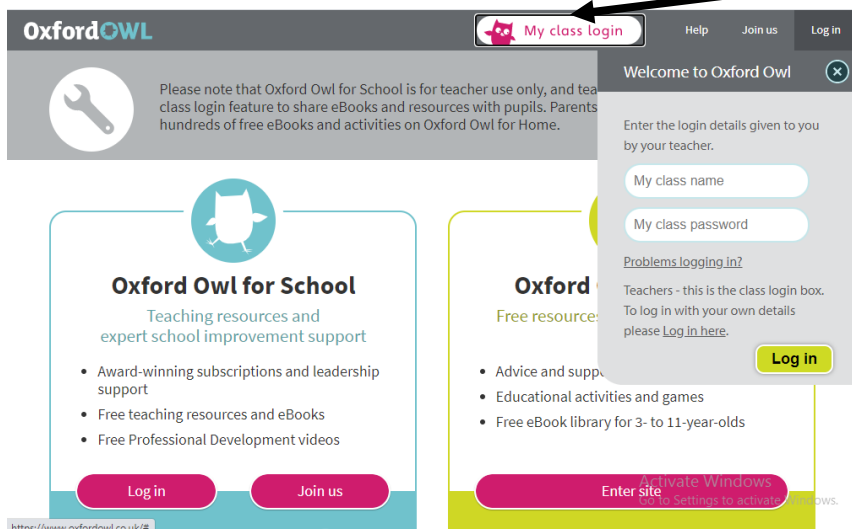 OxfordOWL
My class login
Help
Join us
Log in
Please note that Oxford Owl for School is for teacher use only, and tea
class login feature to share eBooks and resources with pupils. Parents
hundreds of free eBooks and activities on Oxford Owl for Home.
Welcome to Oxford Owl
Enter the login details given to you
by your teacher.
My class name
My class password
Problems logging in?
Teachers - this is the class login box.
To log in with your own details
please Log in here.
Log in
Oxford Owl for School
Teaching resources and
expert school improvement support
• Award-winning subscriptions and leadership
support
• Free teaching resources and eBooks
• Free Professional Development videos
Log in
Join us
Oxford
Free resources
• Advice and supp
• Educational activities and games
• Free eBook library for 3- to 11-year-olds
Enter site
Activate Windows
Go to Settings to activate Windows.
https://www.oxfordowl.co.uk/#